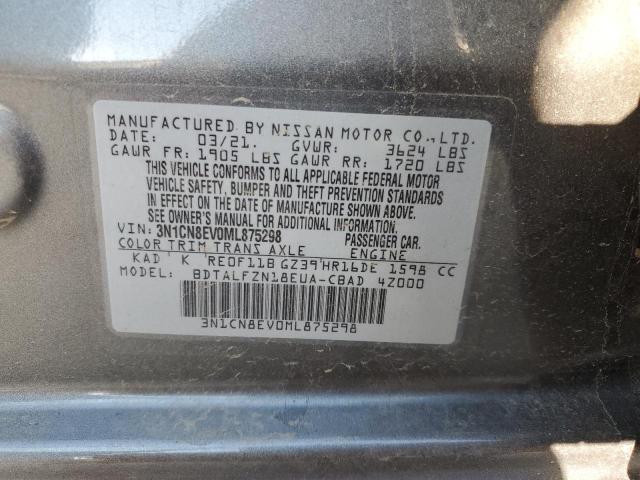 MANUFACTURED BY NISSAN MOTOR CO., LTD.
DATE: 03/21. GVWR: 3624 LBS
GAWR FR: 1905 LBS GAWR RR: 1720 LBS
THIS VEHICLE CONFORMS TO ALL APPLICABLE FEDERAL MOTOR
VEHICLE SAFETY, BUMPER AND THEFT PREVENTION STANDARDS
IN EFFECT ON THE DATE OF MANUFACTURE SHOWN ABOVE.
SEE OWNER'S MANUAL FOR ADDITIONAL INFORMATION.
VIN: 3N1CN8EV0ML875298 PASSENGER CAR.
COLOR TRIM TRANS AXLE ENGINE
KAD K RE0F11B GZ39 HR16DE 1598 CC
MODEL: BDTALFZN18EUA-CBAD 4Z000
3N1CN8EV0ML875298